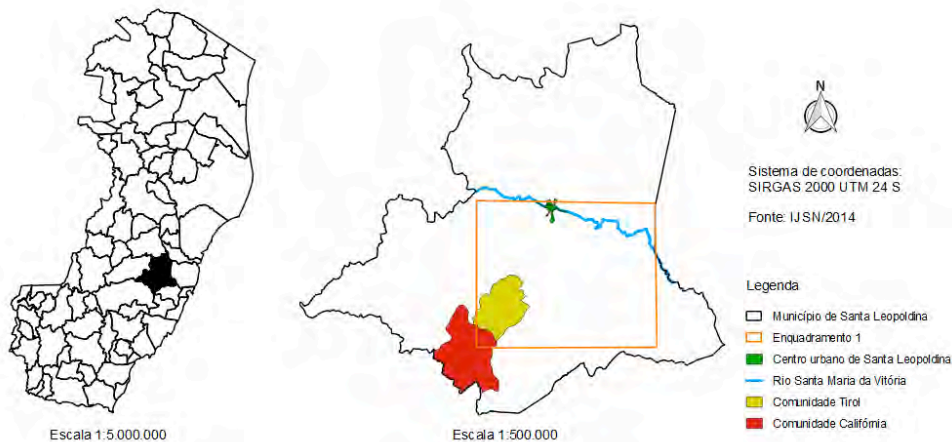 N
Sistema de coordenadas:
SIRGAS 2000 UTM 24 S
Fonte: IJSN/2014
Legenda
Município de Santa Leopoldina
Enquadramento 1
Centro urbano de Santa Leopoldina
Rio Santa Maria da Vitória
Comunidade Tirol
Comunidade Califórnia
Escala 1:5.000.000
Escala 1:500.000